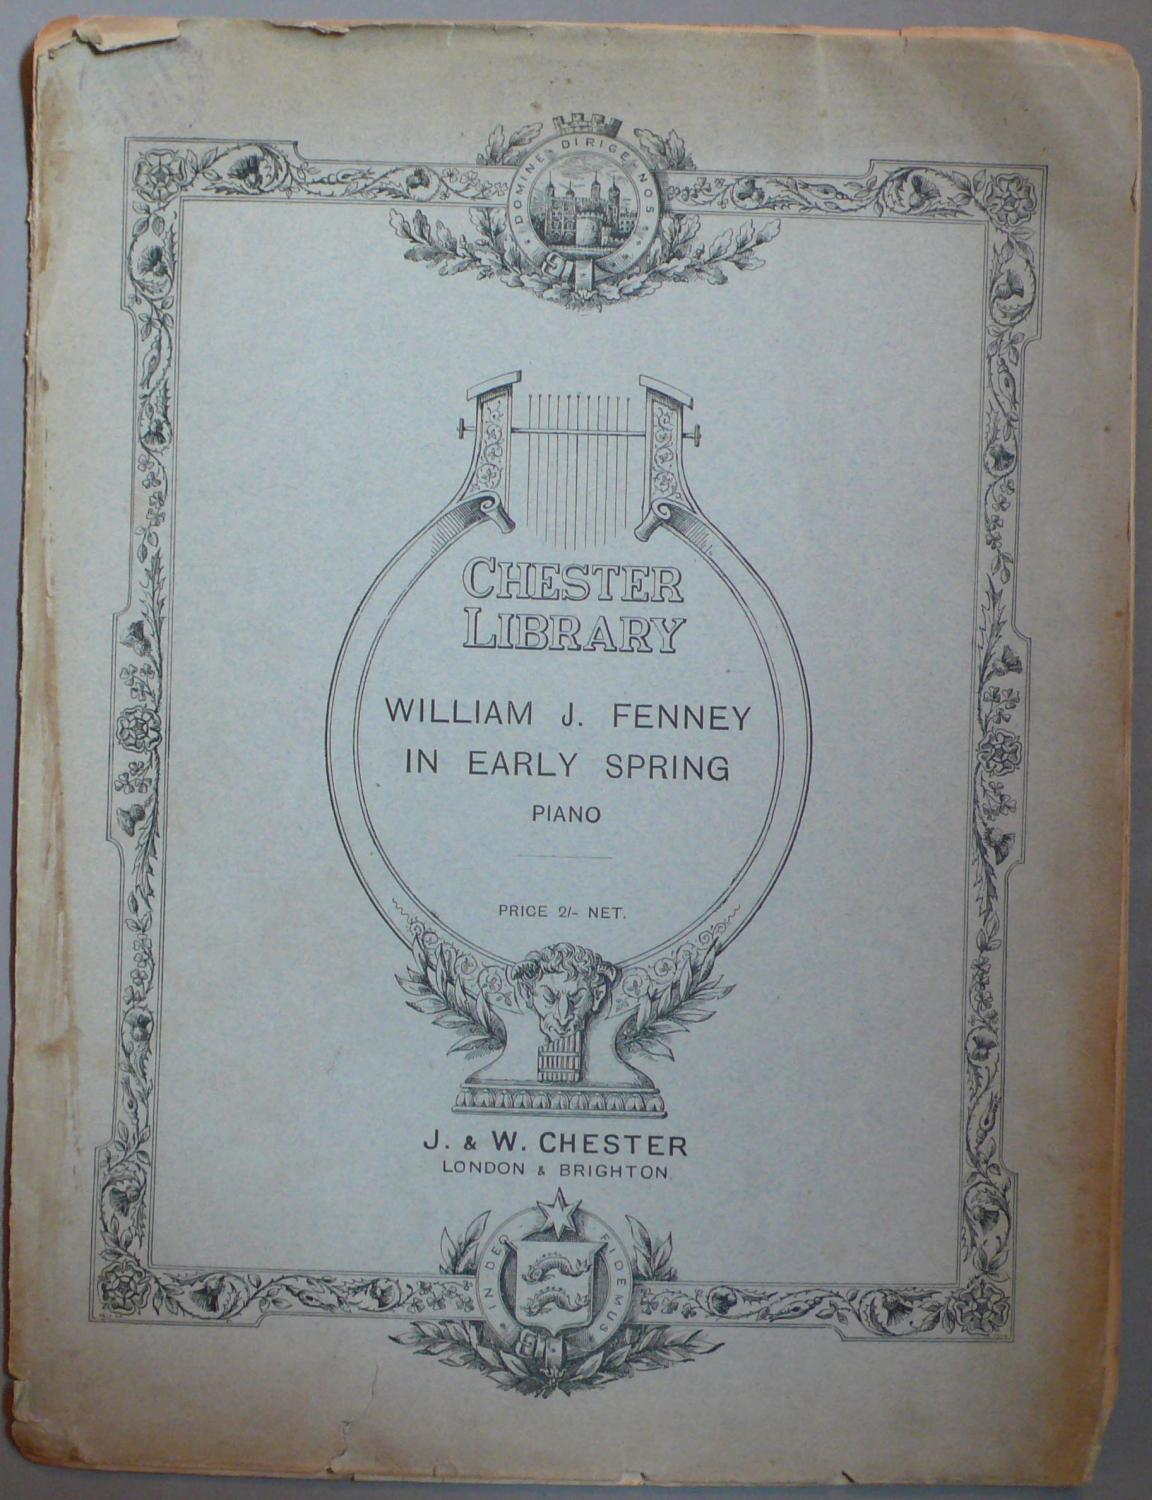 DOMINE DIRIGE NOS
CHESTER
LIBRARY
WILLIAM J. FENNEY
IN EARLY SPRING
PIANO
PRICE 2/- NET.
J. & W. CHESTER
LONDON & BRIGHTON.
IN DEO FIDEMUS